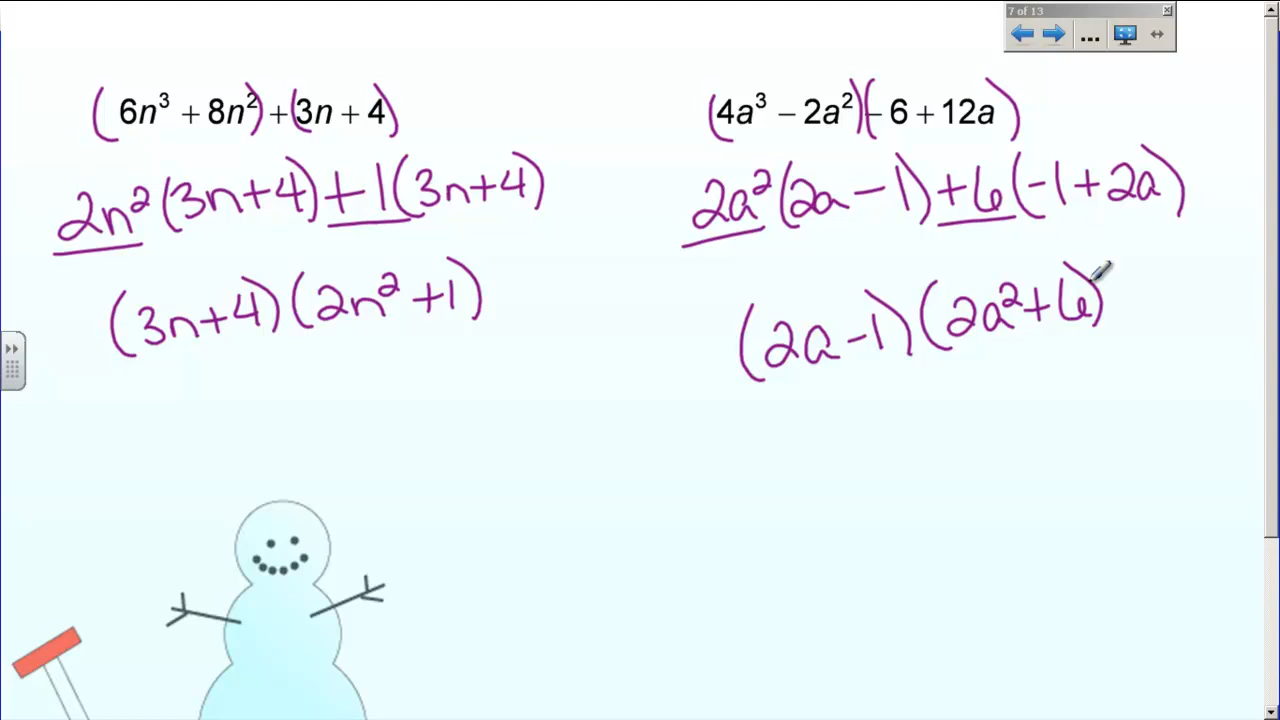 7 of 13
(6n³ + 8n²) + (3n + 4)
2n²(3n+4) +1(3n+4)
(3n+4)(2n² +1)
(4a³ − 2a²)(− 6 + 12a)
2a²(2a −1) +6(-1+2a)
(2a −1)(2a²+6)